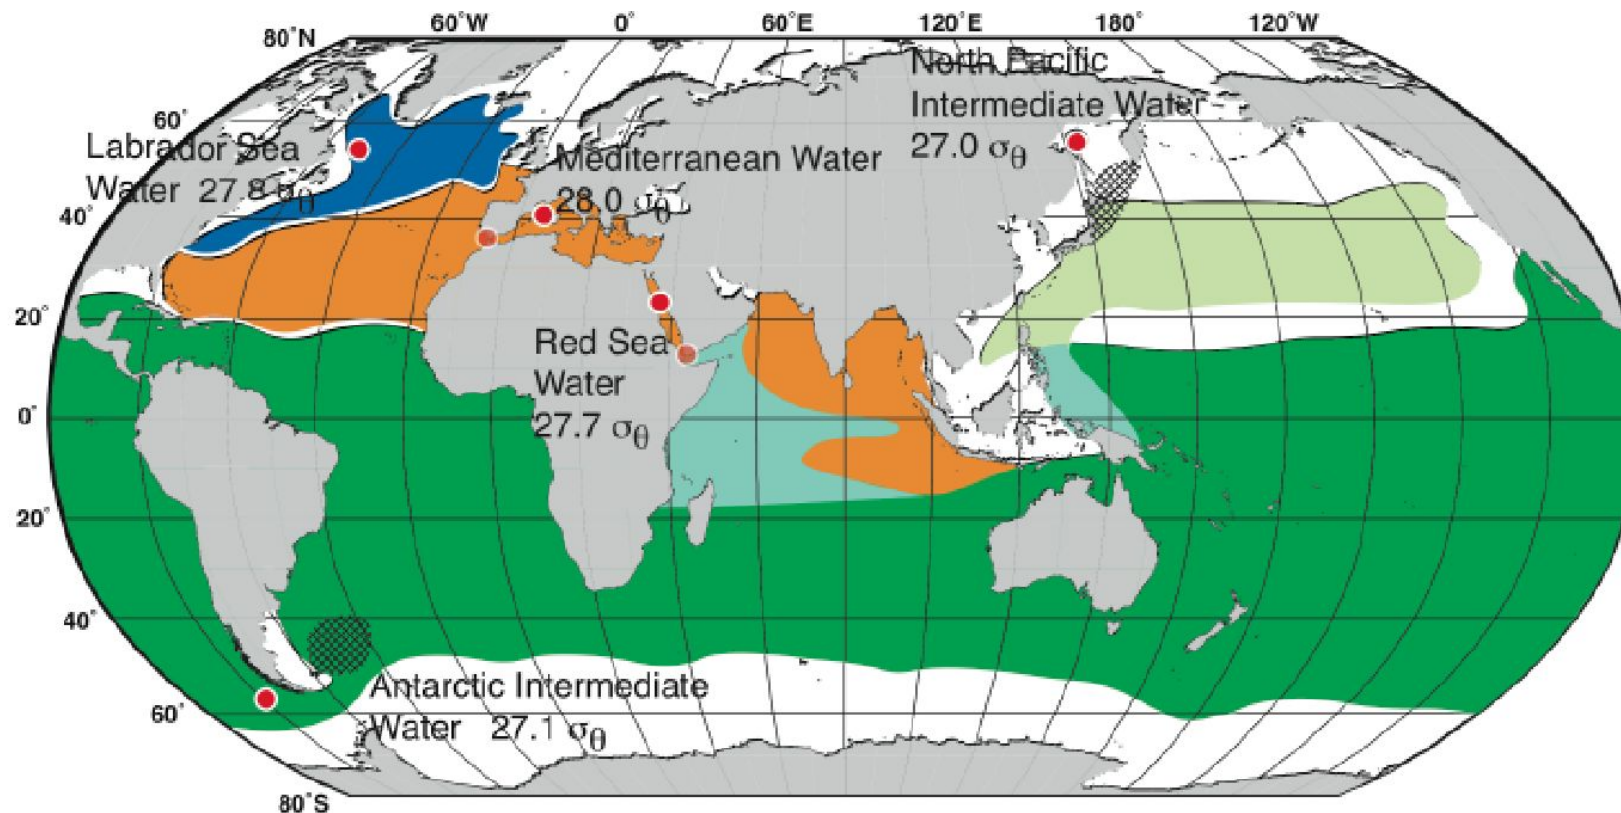 60°W 0° 60°E 120°E 180° 120°W
80°N
North Pacific
Intermediate Water
27.0 σθ
60°
Labrador Sea
Water 27.8 σθ
Mediterranean Water
28.0 σθ
40°
20°
Red Sea
Water
27.7 σθ
0°
20°
40°
Antarctic Intermediate
Water 27.1 σθ
60°
80°S